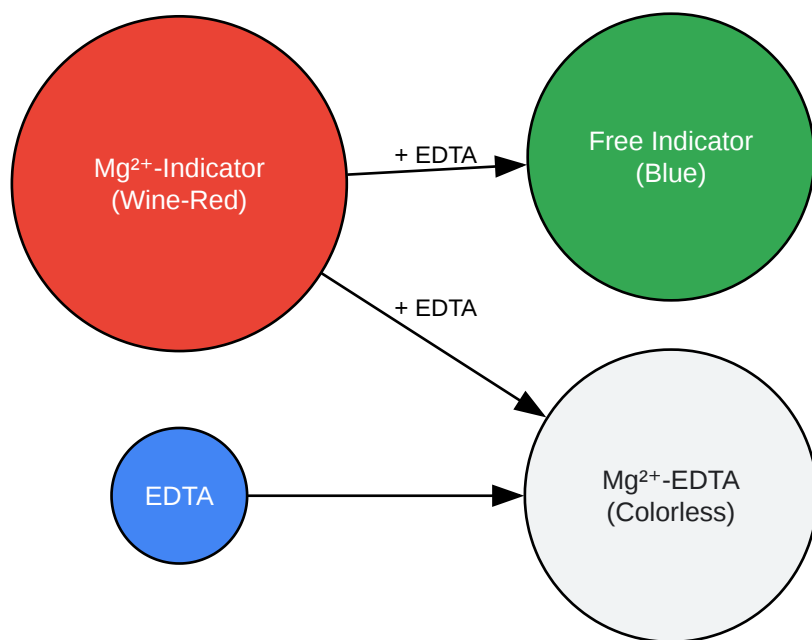 Mg²⁺-Indicator
(Wine-Red)
+ EDTA
Free Indicator
(Blue)
+ EDTA
EDTA
Mg²⁺-EDTA
(Colorless)